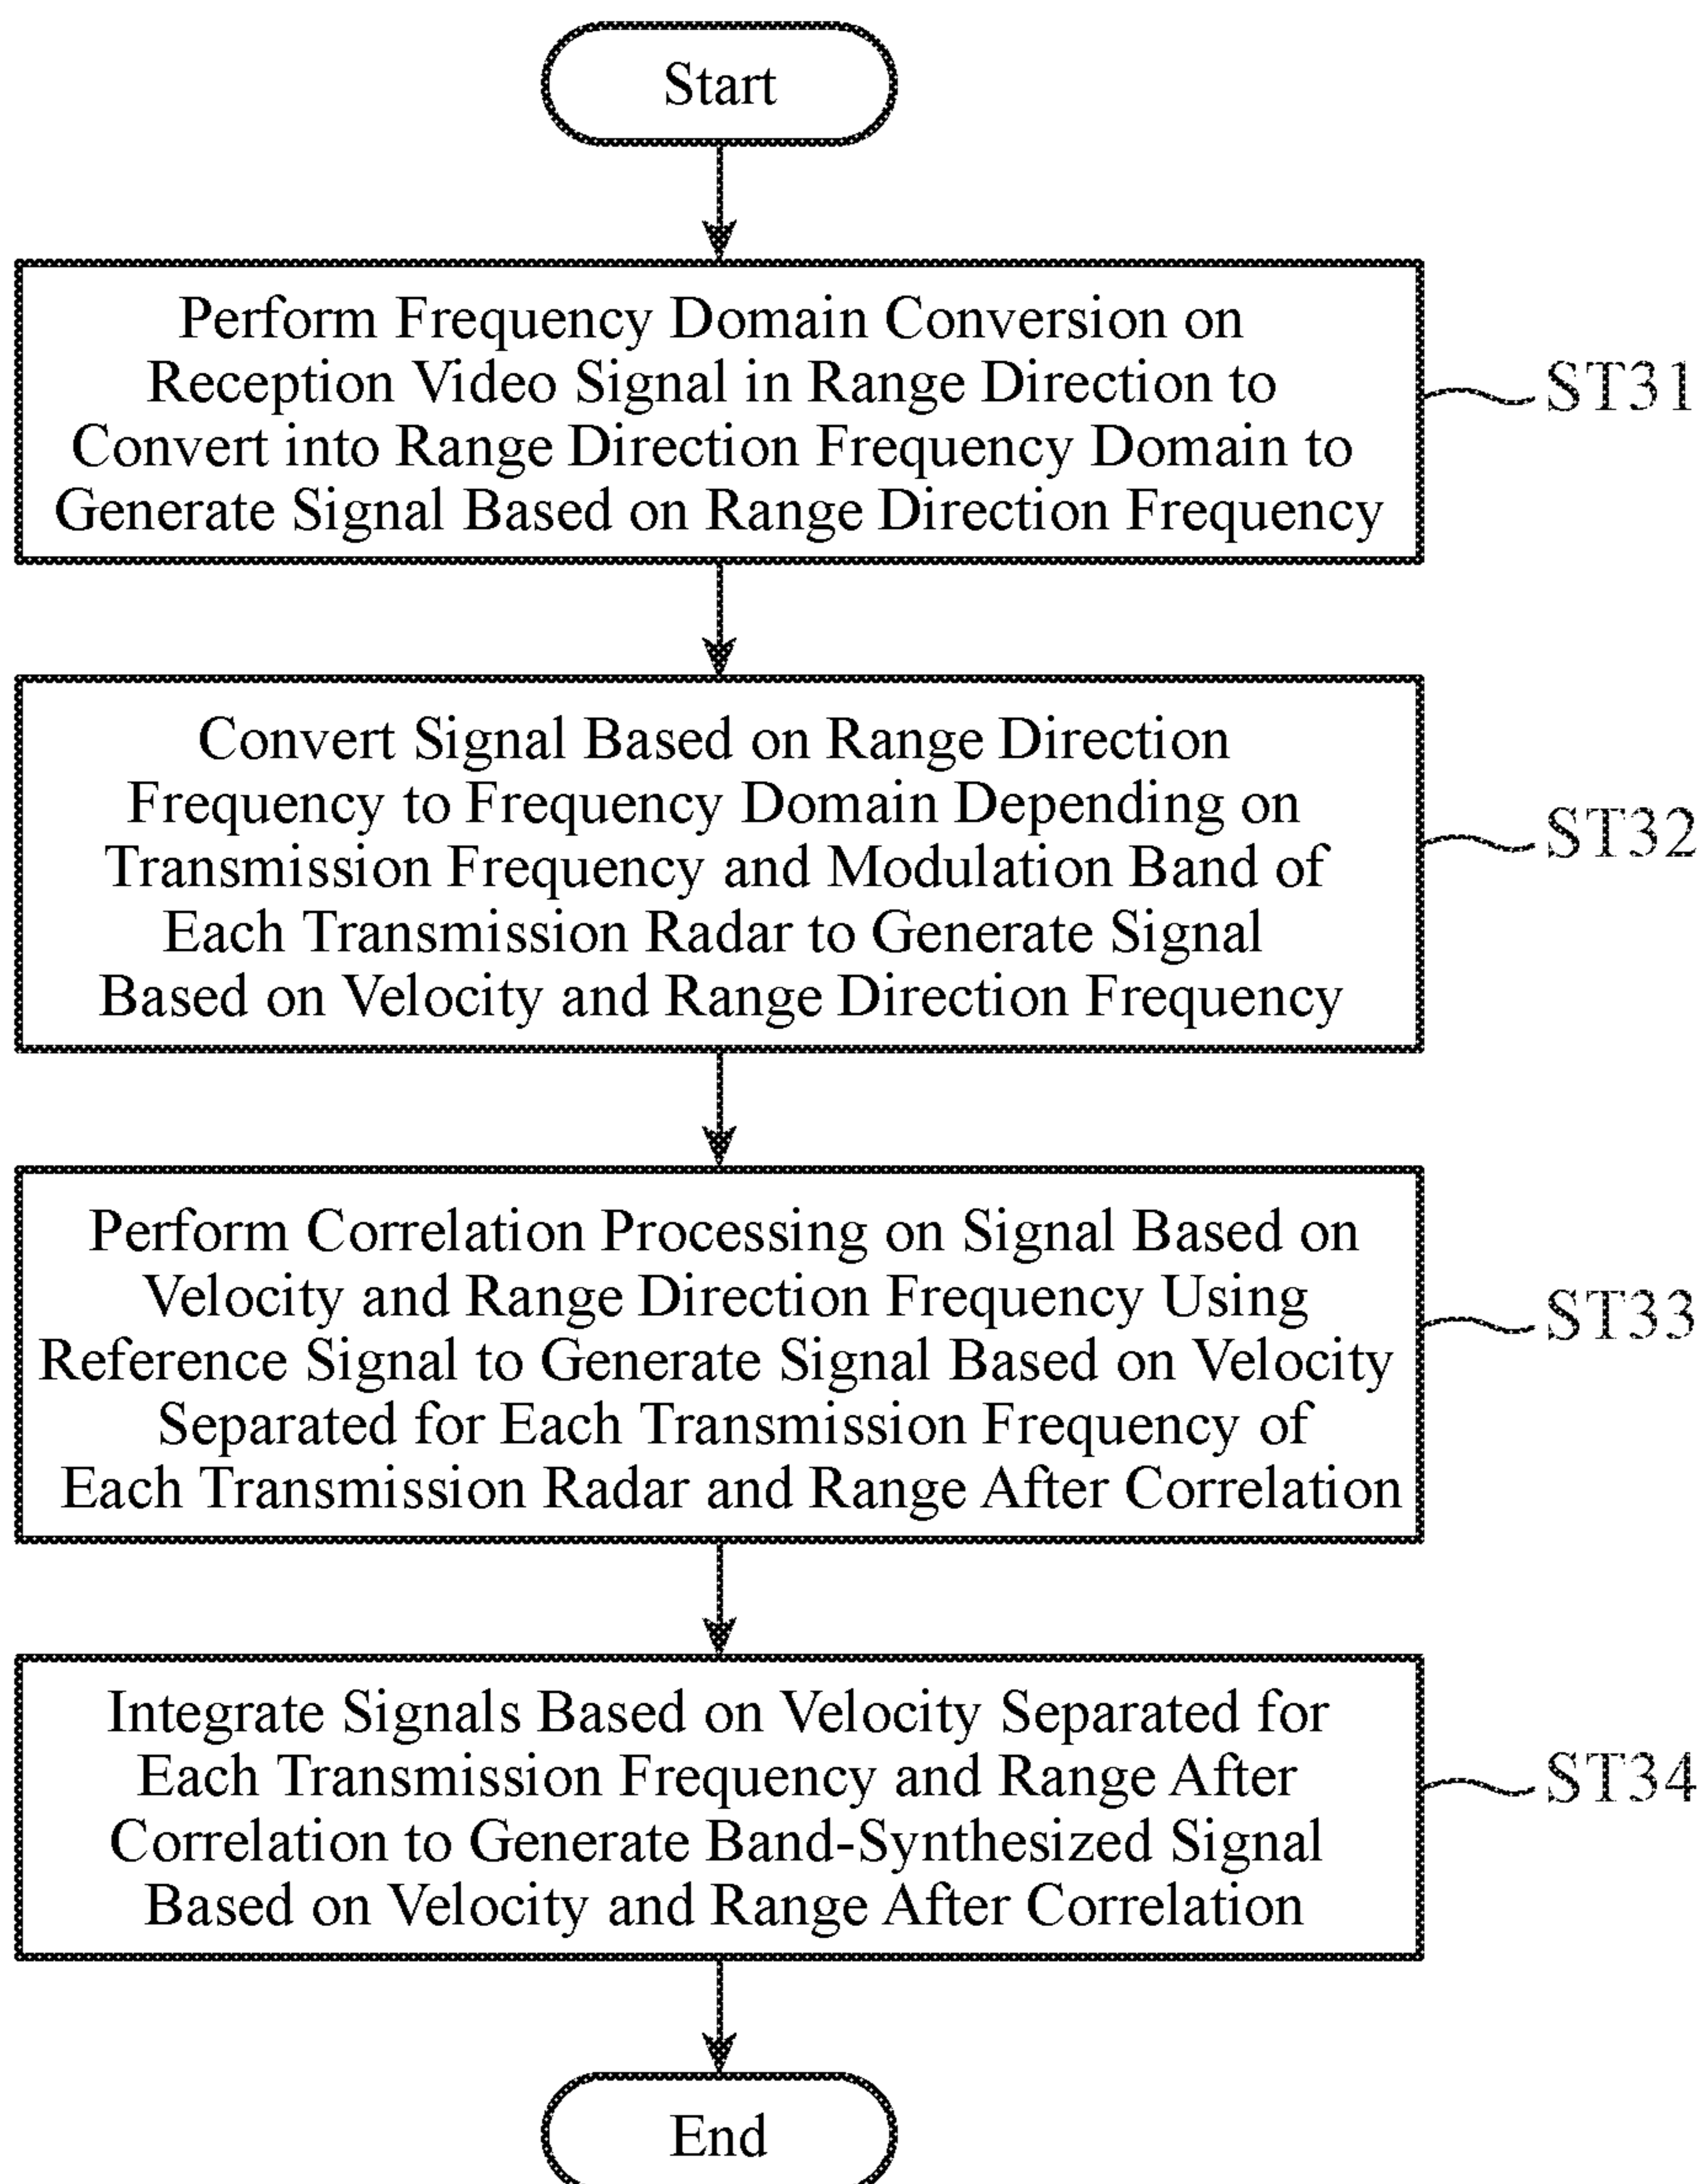 Start
Perform Frequency Domain Conversion on
Reception Video Signal in Range Direction to
Convert into Range Direction Frequency Domain to
Generate Signal Based on Range Direction Frequency
ST31
Convert Signal Based on Range Direction
Frequency to Frequency Domain Depending on
Transmission Frequency and Modulation Band of
Each Transmission Radar to Generate Signal
Based on Velocity and Range Direction Frequency
ST32
Perform Correlation Processing on Signal Based on
Velocity and Range Direction Frequency Using
Reference Signal to Generate Signal Based on Velocity
Separated for Each Transmission Frequency of
Each Transmission Radar and Range After Correlation
ST33
Integrate Signals Based on Velocity Separated for
Each Transmission Frequency and Range After
Correlation to Generate Band-Synthesized Signal
Based on Velocity and Range After Correlation
ST34
End